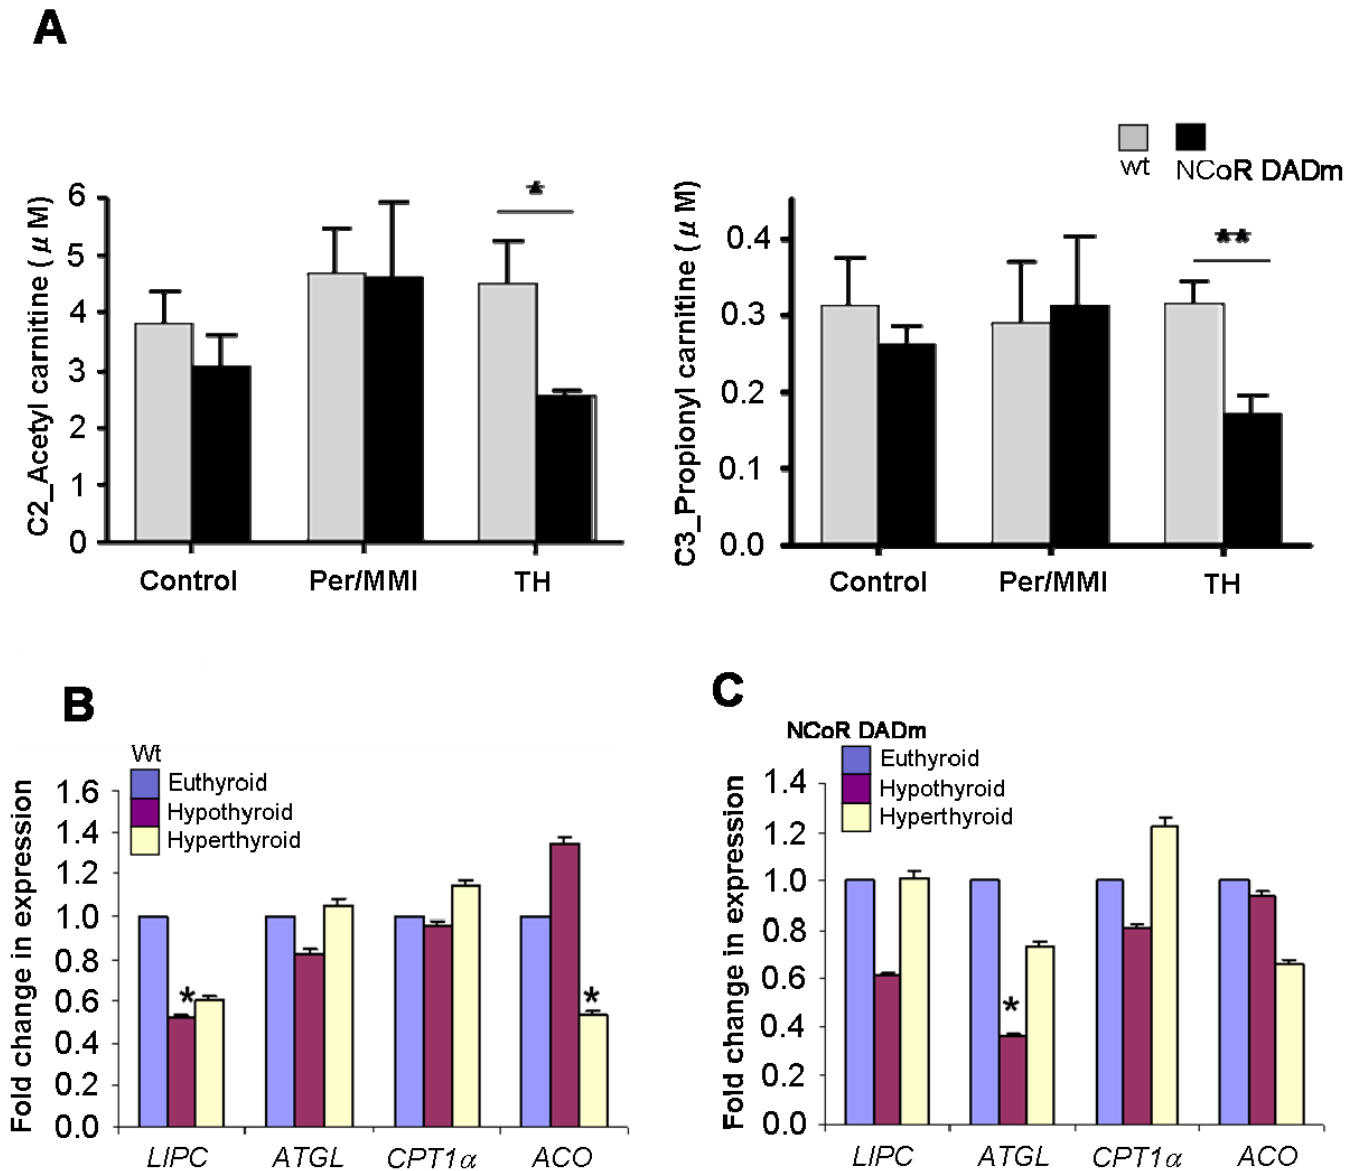 A
wt NCoR DADm
C2_Acetyl carnitine ( μ M)
6
5
4
3
2
1
0
*
Control Per/MMI TH
C3_Propionyl carnitine ( μ M)
0.4
0.3
0.2
0.1
0.0
**
Control Per/MMI TH
B
Wt
Euthyroid
Hypothyroid
Hyperthyroid
Fold change in expression
1.6
1.4
1.2
1.0
0.8
0.6
0.4
0.2
0.0
* *
LIPC ATGL CPT1α ACO
C
NCoR DADm
Euthyroid
Hypothyroid
Hyperthyroid
Fold change in expression
1.4
1.2
1.0
0.8
0.6
0.4
0.2
0.0
*
LIPC ATGL CPT1α ACO